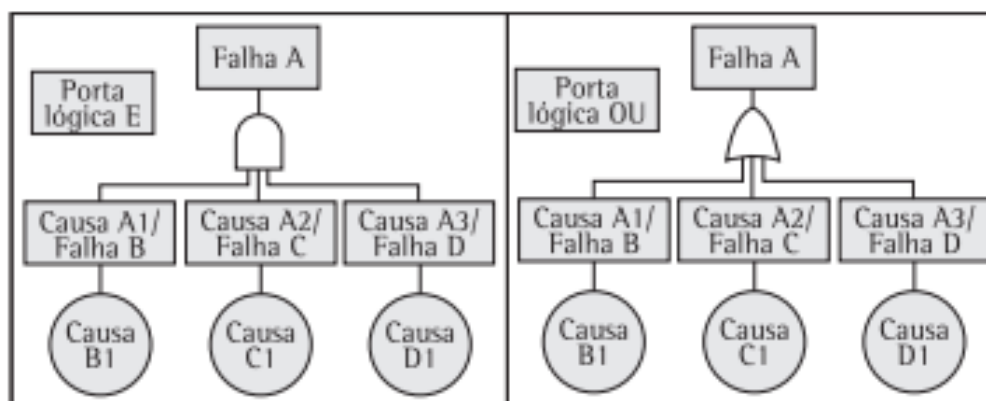 Falha A
Porta
lógica E
Causa A1/
Falha B
Causa A2/
Falha C
Causa A3/
Falha D
Causa
B1
Causa
C1
Causa
D1
Falha A
Porta
lógica OU
Causa A1/
Falha B
Causa A2/
Falha C
Causa A3/
Falha D
Causa
B1
Causa
C1
Causa
D1